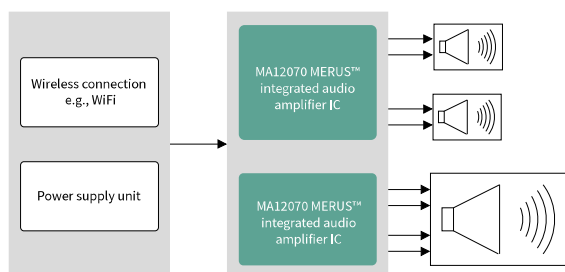 Wireless connection
e.g., WiFi
Power supply unit
MA12070 MERUS™
integrated audio
amplifier IC
MA12070 MERUS™
integrated audio
amplifier IC